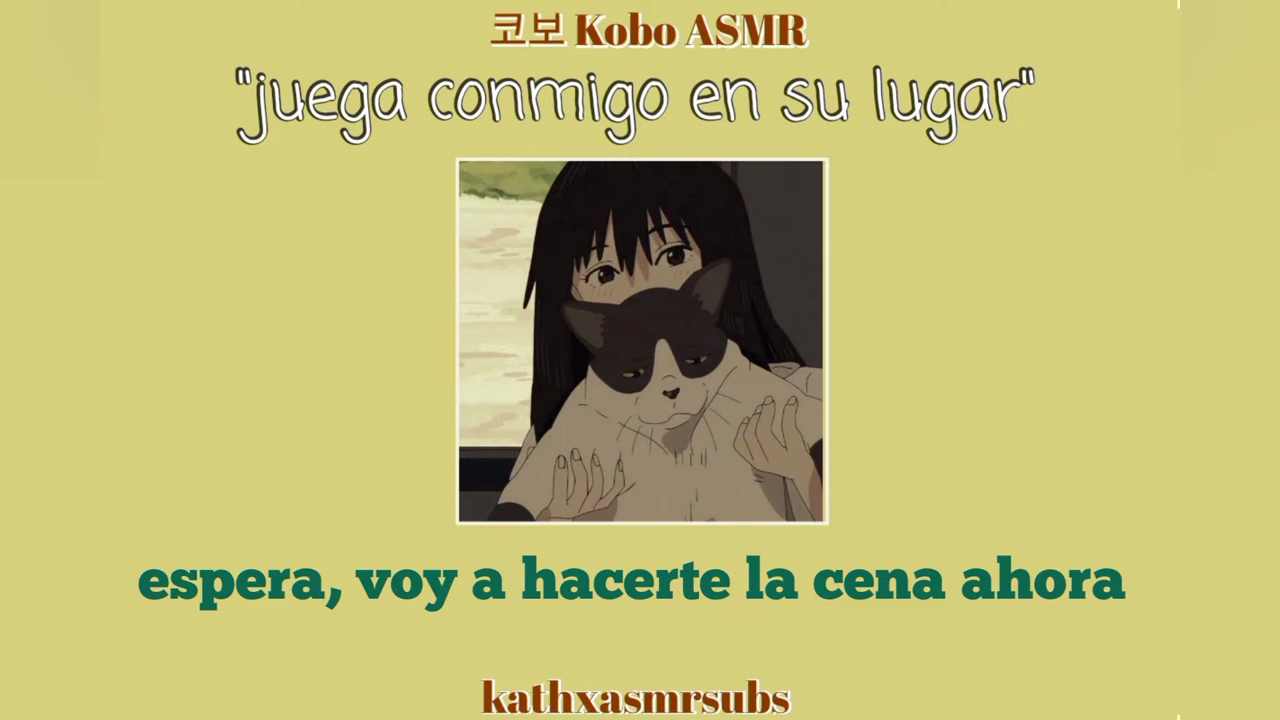 코보 Kobo ASMR
"juega conmigo en su lugar"
espera, voy a hacerte la cena ahora
kathxasmrsubs